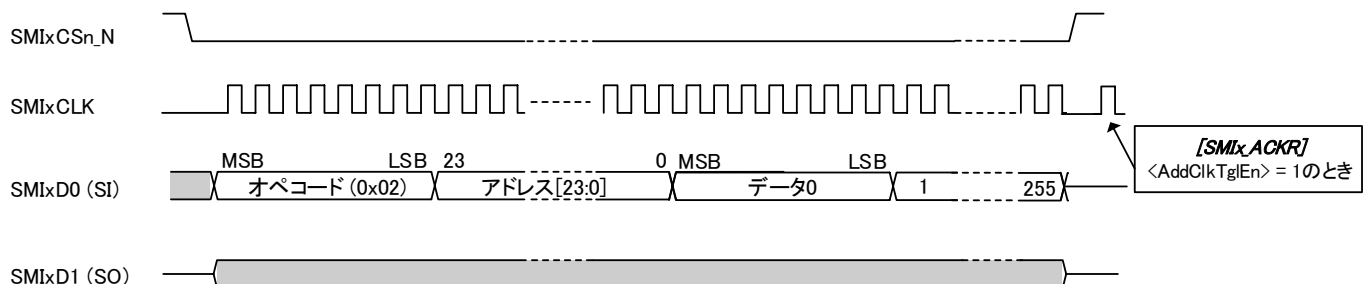 SMIxCSn_N
SMIxCLK
[SMIx_ACKR]
<AddClkTglEn> = 1のとき
MSB LSB 23 0 MSB LSB
SMIxD0 (SI) オペコード (0x02) アドレス[23:0] データ0 1 255
SMIxD1 (SO)